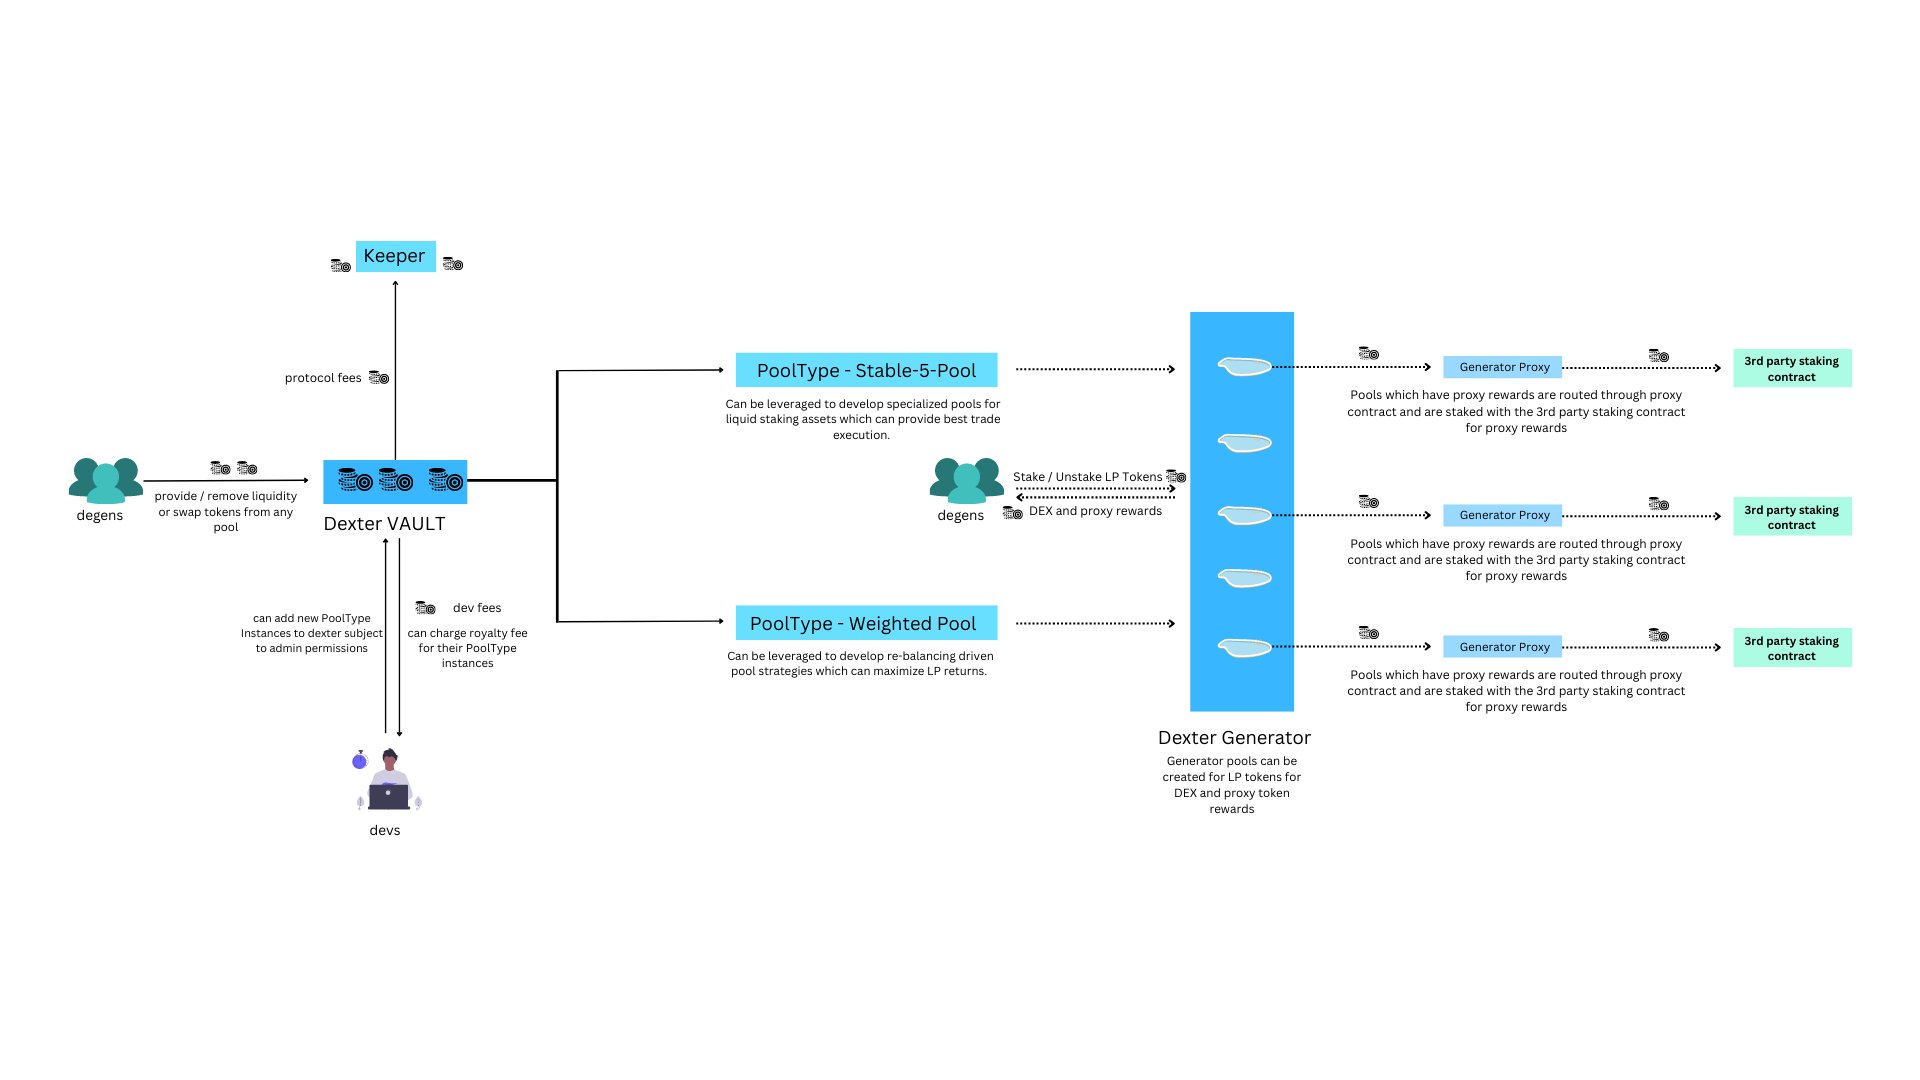 Keeper
protocol fees
degens
provide / remove liquidity
or swap tokens from any
pool
Dexter VAULT
can add new PoolType
Instances to dexter subject
to admin permissions
dev fees
can charge royalty fee
for their PoolType
instances
devs
PoolType - Stable-5-Pool
Can be leveraged to develop specialized pools for
liquid staking assets which can provide best trade
execution.
degens
Stake / Unstake LP Tokens
DEX and proxy rewards
PoolType - Weighted Pool
Can be leveraged to develop re-balancing driven
pool strategies which can maximize LP returns.
Dexter Generator
Generator pools can be
created for LP tokens for
DEX and proxy token
rewards
Generator Proxy
Pools which have proxy rewards are routed through proxy
contract and are staked with the 3rd party staking contract
for proxy rewards
3rd party staking
contract
Generator Proxy
Pools which have proxy rewards are routed through proxy
contract and are staked with the 3rd party staking contract
for proxy rewards
3rd party staking
contract
Generator Proxy
Pools which have proxy rewards are routed through proxy
contract and are staked with the 3rd party staking contract
for proxy rewards
3rd party staking
contract